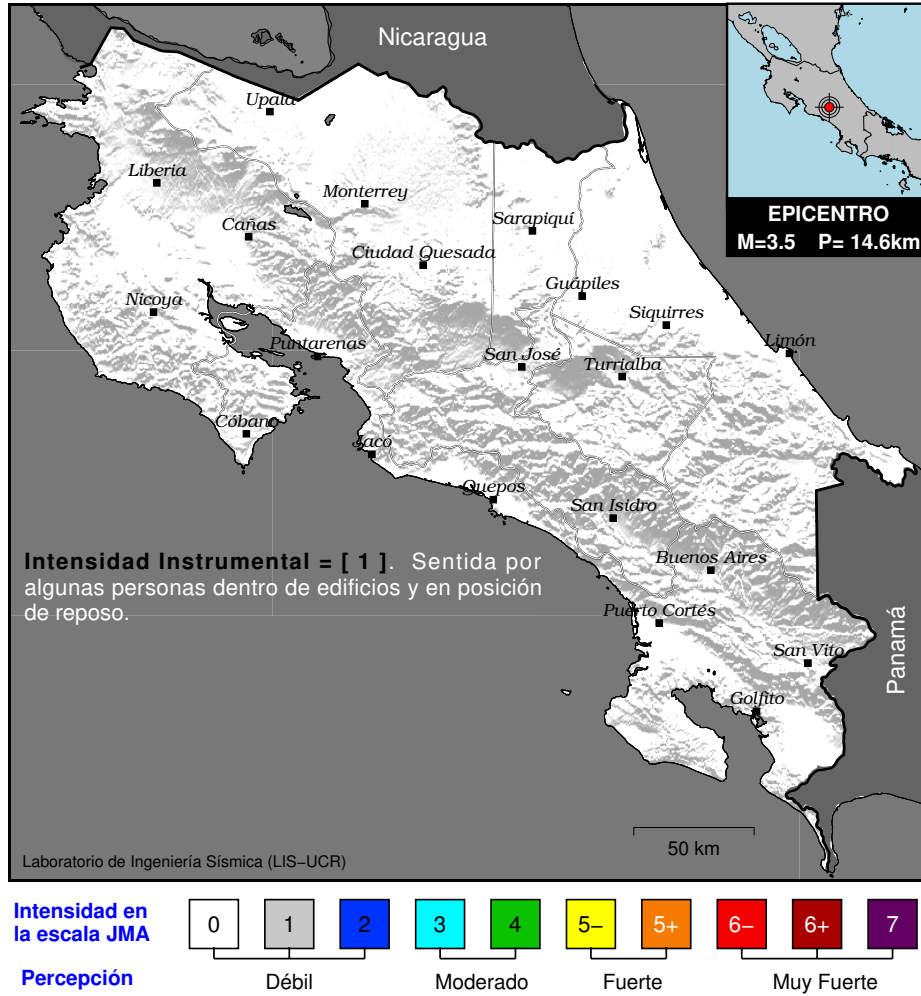 Nicaragua
EPICENTRO
M=3.5 P= 14.6km
Upala
Liberia
Monterrey
Cañas
Sarapiquí
Ciudad Quesada
Guápiles
Nicoya
Siquirres
Puntarenas
San José
Limón
Turrialba
Cóbano
Jacó
Quepos
San Isidro
Intensidad Instrumental = [ 1 ]. Sentida por
algunas personas dentro de edificios y en posición
de reposo.
Buenos Aires
Puerto Cortés
San Vito
Panamá
Golfito
50 km
Laboratorio de Ingeniería Sísmica (LIS−UCR)
Intensidad en
la escala JMA
0 1 2 3 4 5− 5+ 6− 6+ 7
Percepción
Débil Moderado Fuerte Muy Fuerte